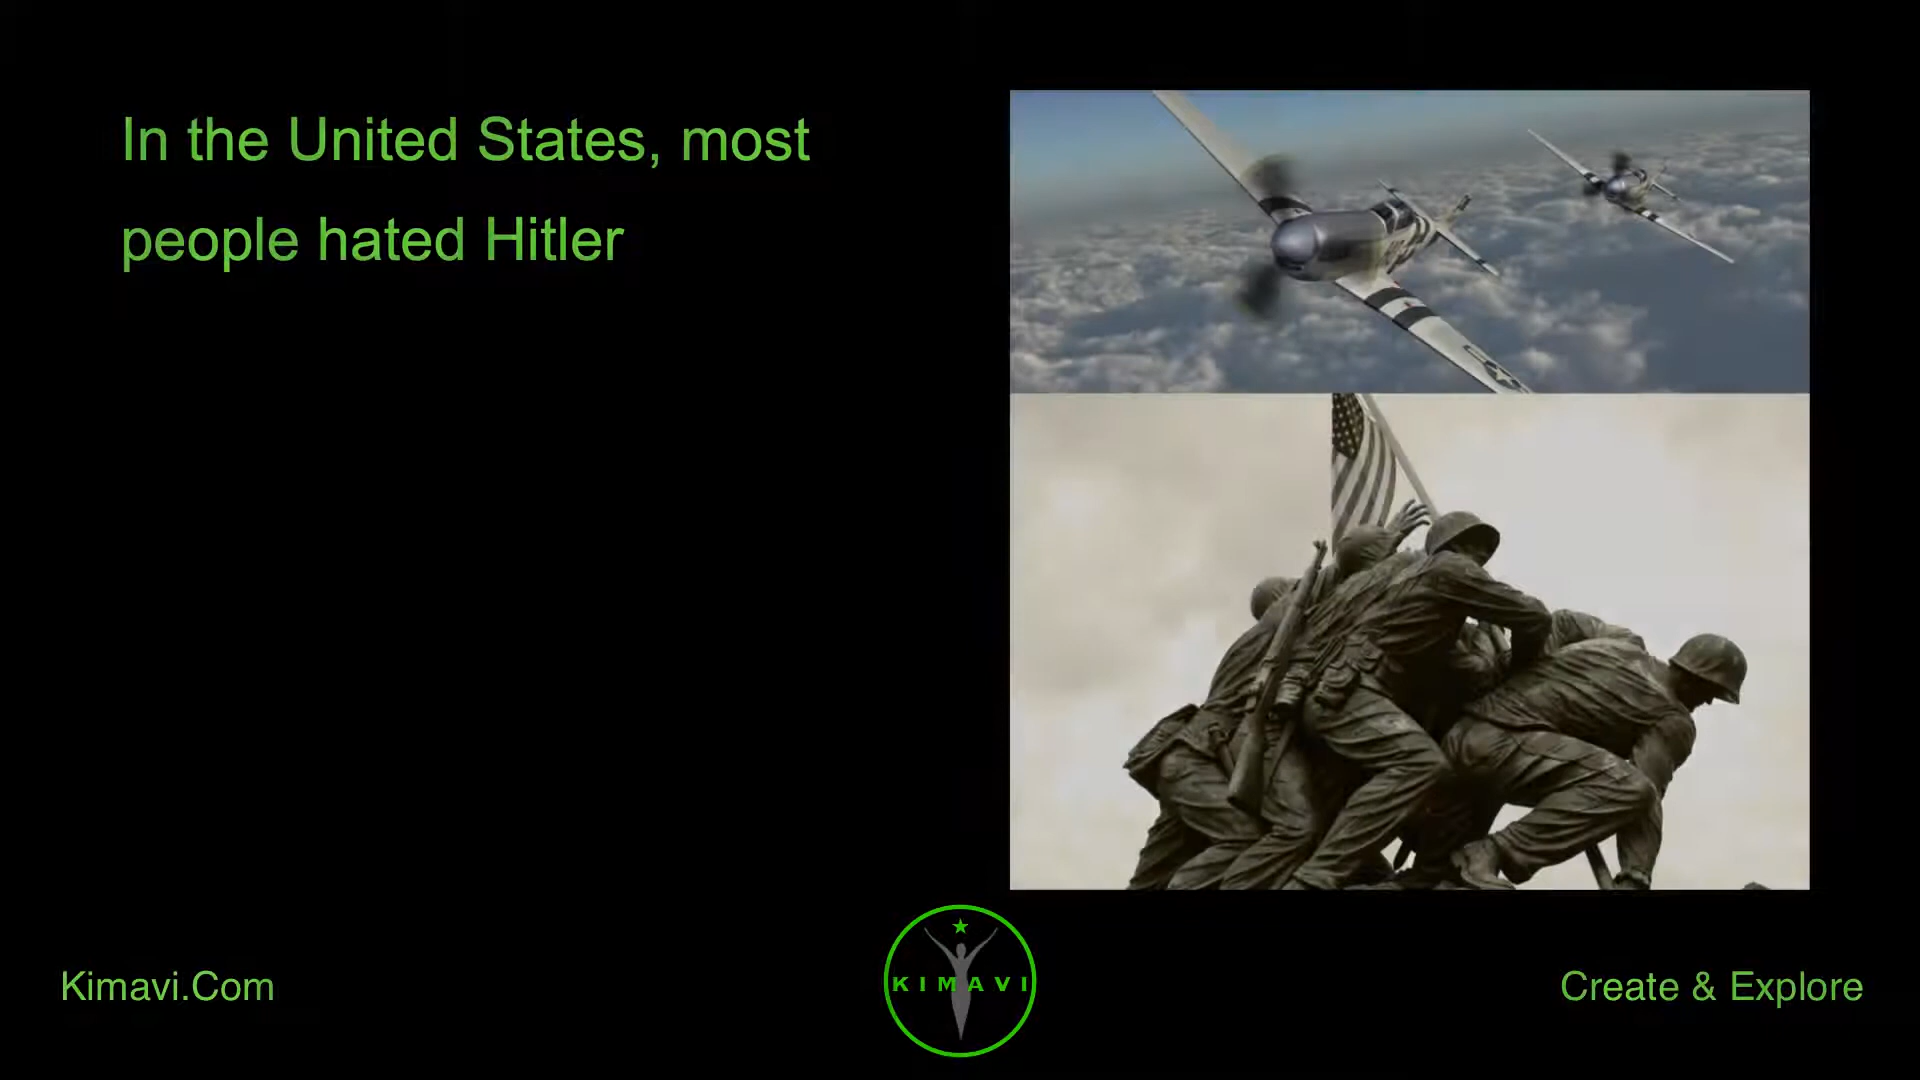 In the United States, most
people hated Hitler
KIMAVI
Kimavi.Com
Create & Explore